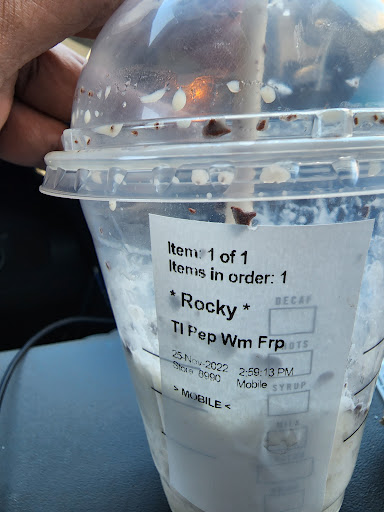 Item: 1 of 1
Items in order: 1
* Rocky *
Tl Pep Wm Frp
25-Nov-2022 2:59:13 PM
Store 8990 Mobile
> MOBILE <
DECAF
SYRUP
MILK